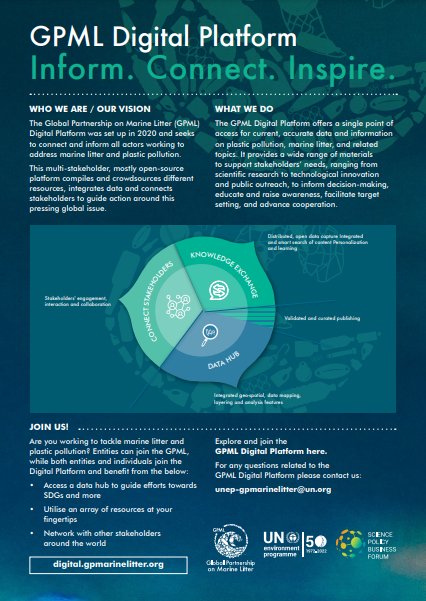 GPML Digital Platform
Inform. Connect. Inspire.
WHO WE ARE / OUR VISION
The Global Partnership on Marine Litter (GPML)
Digital Platform was set up in 2020 and seeks
to connect and inform all actors working to
address marine litter and plastic pollution.
This multi-stakeholder, mostly open-source
platform compiles and crowdsources different
resources, integrates data and connects
stakeholders to guide action around this
pressing global issue.
WHAT WE DO
The GPML Digital Platform offers a single point
of access for current, accurate data and information
on plastic pollution, marine litter, and related
topics. It provides a wide range of materials
to support stakeholders' needs, ranging from
scientific research to technological innovation
and public outreach, to inform decision-making,
educate and raise awareness, facilitate target
setting, and advance cooperation.
Distributed, open data capture Integrated
and smart search of content Personalization
and learning
KNOWLEDGE EXCHANGE
CONNECT STAKEHOLDERS
Stakeholders' engagement,
interaction and collaboration
Validated and curated publishing
DATA HUB
Integrated geo-spatial, data mapping,
layering and analysis features
JOIN US!
Are you working to tackle marine litter and
plastic pollution? Entities can join the GPML,
while both entities and individuals join the
Digital Platform and benefit from the below:
• Access a data hub to guide efforts towards
SDGs and more
• Utilise an array of resources at your
fingertips
• Network with other stakeholders
around the world
digital.gpmarinelitter.org
Explore and join the
GPML Digital Platform here.
For any questions related to the
GPML Digital Platform please contact us:
unep-gpmarinelitter@un.org
GPML
Global Partnership
on Marine Litter
UN
environment
programme
50
1972-2022
SCIENCE
POLICY
BUSINESS
FORUM